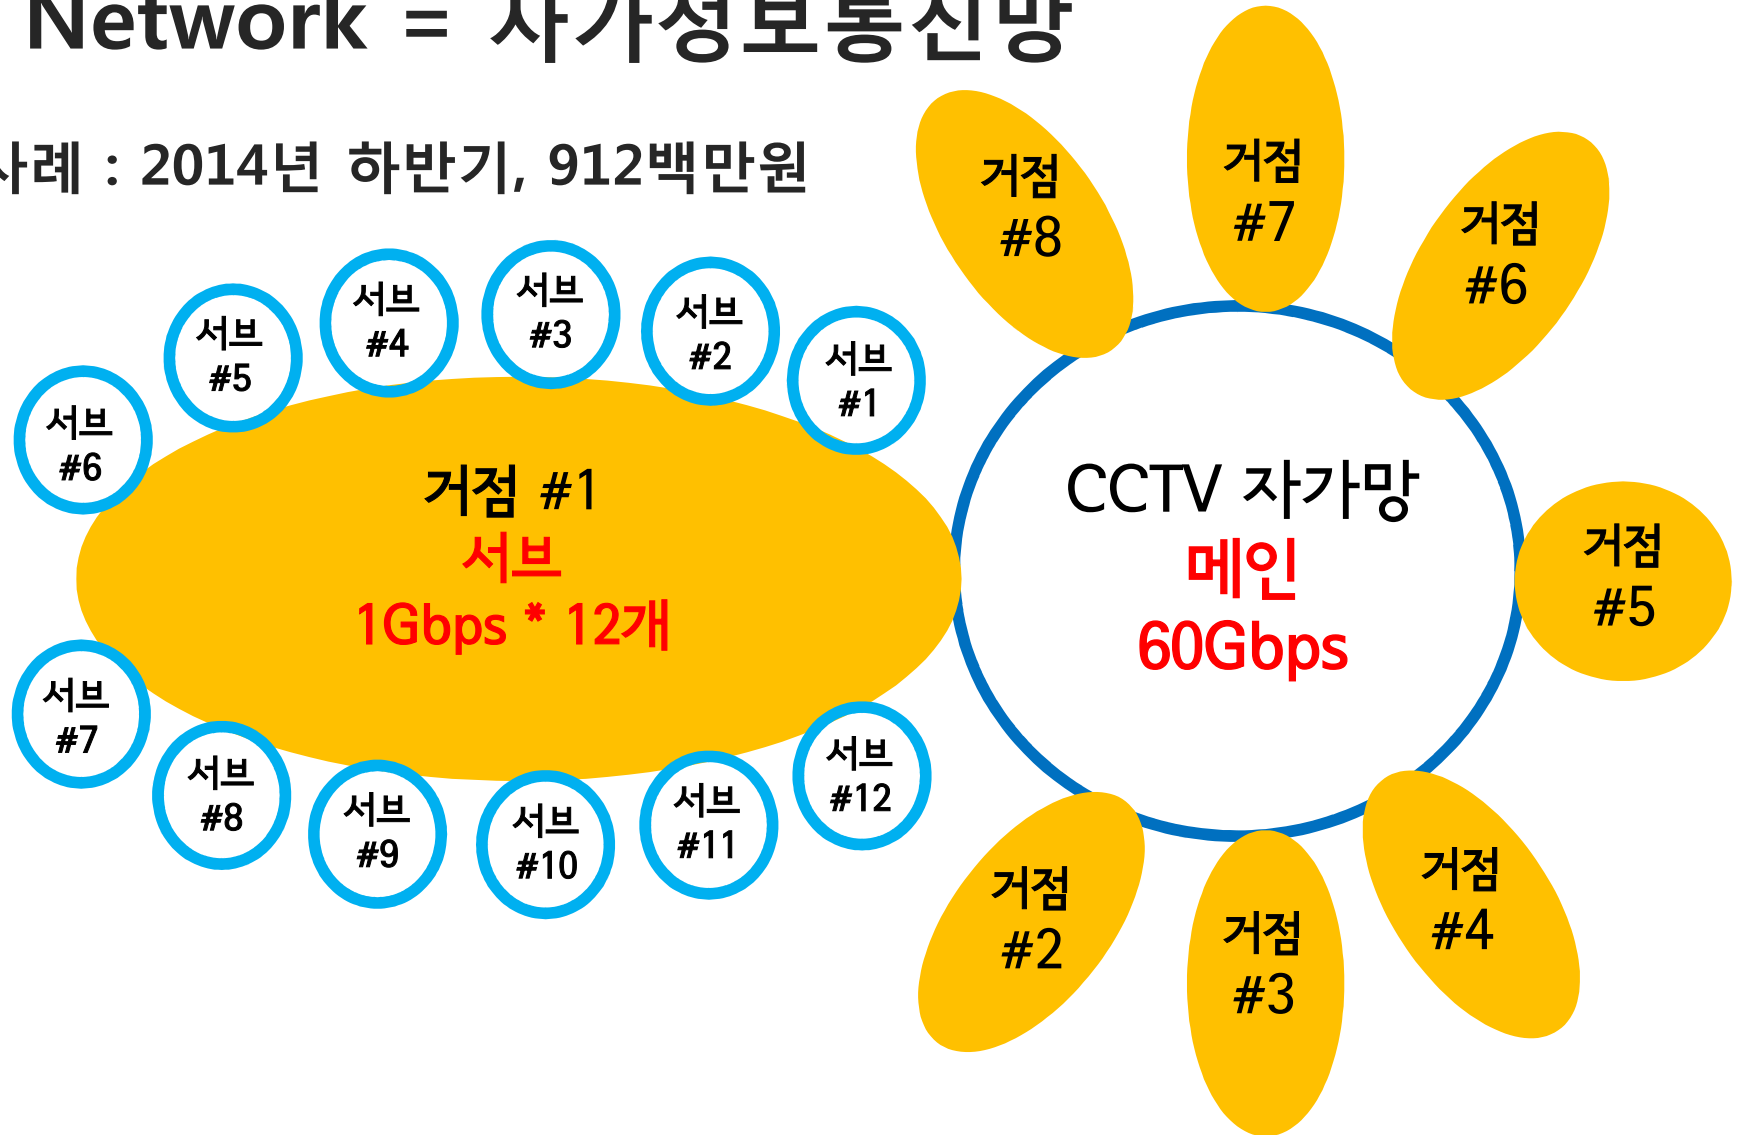 Network = 자가정보통신망
사례 : 2014년 하반기, 912백만원
거점
#8
거점
#7
거점
#6
서브
#6
서브
#5
서브
#4
서브
#3
서브
#2
서브
#1
거점 #1
서브
1Gbps * 12개
CCTV 자가망
메인
60Gbps
거점
#5
서브
#7
서브
#8
서브
#9
서브
#10
서브
#11
서브
#12
거점
#2
거점
#3
거점
#4